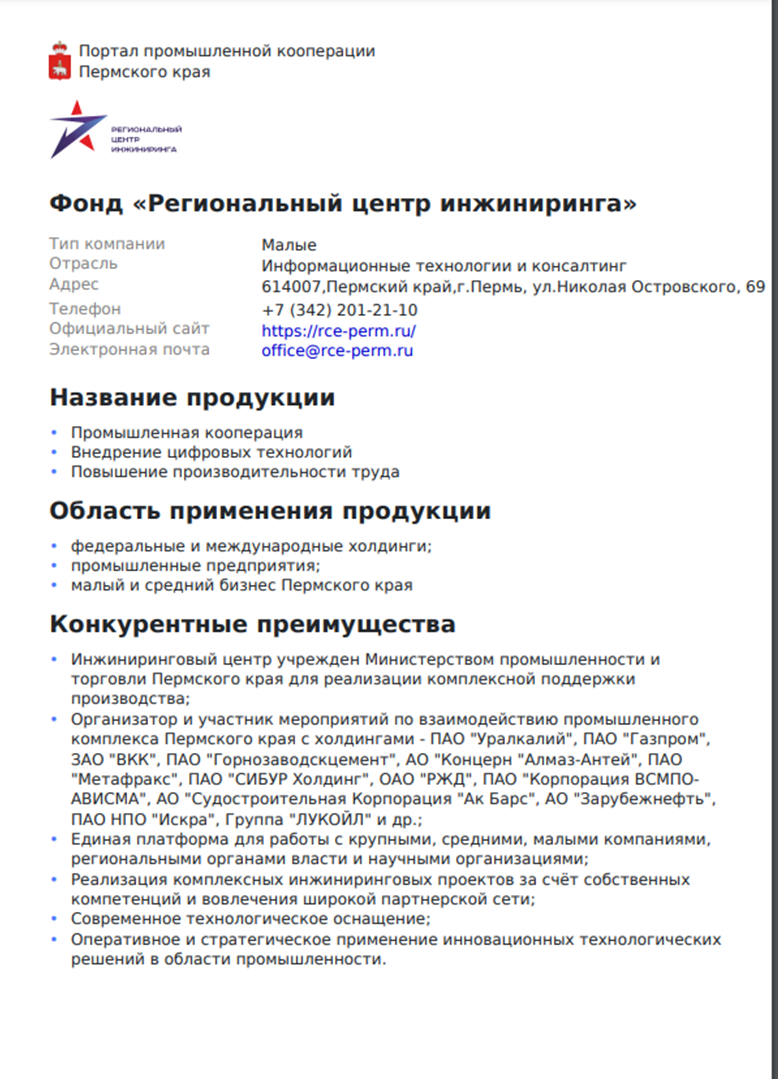 Портал промышленной кооперации
Пермского края
РЕГИОНАЛЬНЫЙ
ЦЕНТР
ИНЖИНИРИНГА
Фонд «Региональный центр инжиниринга»
Тип компании Малые
Отрасль Информационные технологии и консалтинг
Адрес 614007,Пермский край,г.Пермь, ул.Николая Островского, 69
Телефон +7 (342) 201-21-10
Официальный сайт https://rce-perm.ru/
Электронная почта office@rce-perm.ru
Название продукции
• Промышленная кооперация
• Внедрение цифровых технологий
• Повышение производительности труда
Область применения продукции
• федеральные и международные холдинги;
• промышленные предприятия;
• малый и средний бизнес Пермского края
Конкурентные преимущества
• Инжиниринговый центр учрежден Министерством промышленности и
торговли Пермского края для реализации комплексной поддержки
производства;
• Организатор и участник мероприятий по взаимодействию промышленного
комплекса Пермского края с холдингами - ПАО "Уралкалий", ПАО "Газпром",
ЗАО "ВКК", ПАО "Горнозаводскцемент", АО "Концерн "Алмаз-Антей", ПАО
"Метафракс", ПАО "СИБУР Холдинг", ОАО "РЖД", ПАО "Корпорация ВСМПО-
АВИСМА", АО "Судостроительная Корпорация "Ак Барс", АО "Зарубежнефть",
ПАО НПО "Искра", Группа "ЛУКОЙЛ" и др.;
• Единая платформа для работы с крупными, средними, малыми компаниями,
региональными органами власти и научными организациями;
• Реализация комплексных инжиниринговых проектов за счёт собственных
компетенций и вовлечения широкой партнерской сети;
• Современное технологическое оснащение;
• Оперативное и стратегическое применение инновационных технологических
решений в области промышленности.